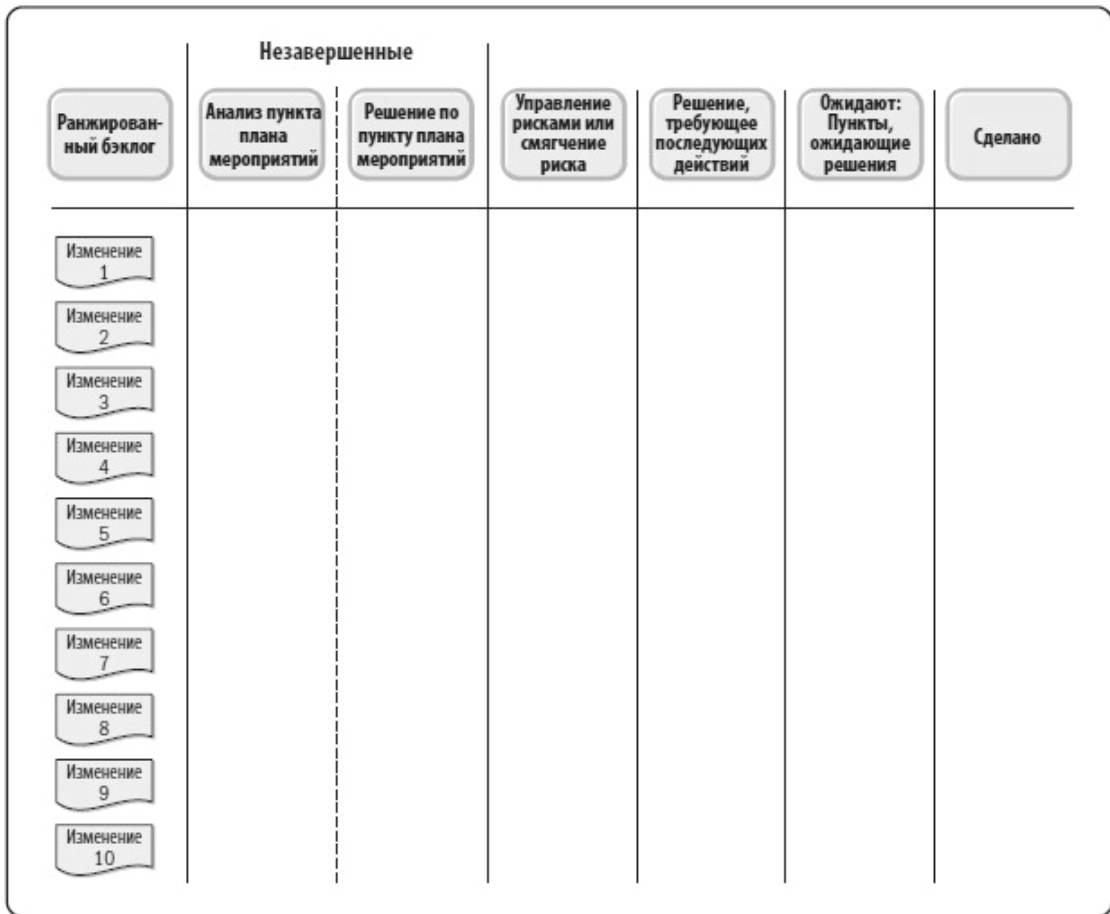 Незавершенные
Ранжирован-
ный бэклог
Анализ пункта
плана
мероприятий
Решение по
пункту плана
мероприятий
Управление
рисками или
смягчение
риска
Решение,
требующее
последующих
действий
Ожидают:
Пункты,
ожидающие
решения
Сделано
Изменение
1
Изменение
2
Изменение
3
Изменение
4
Изменение
5
Изменение
6
Изменение
7
Изменение
8
Изменение
9
Изменение
10